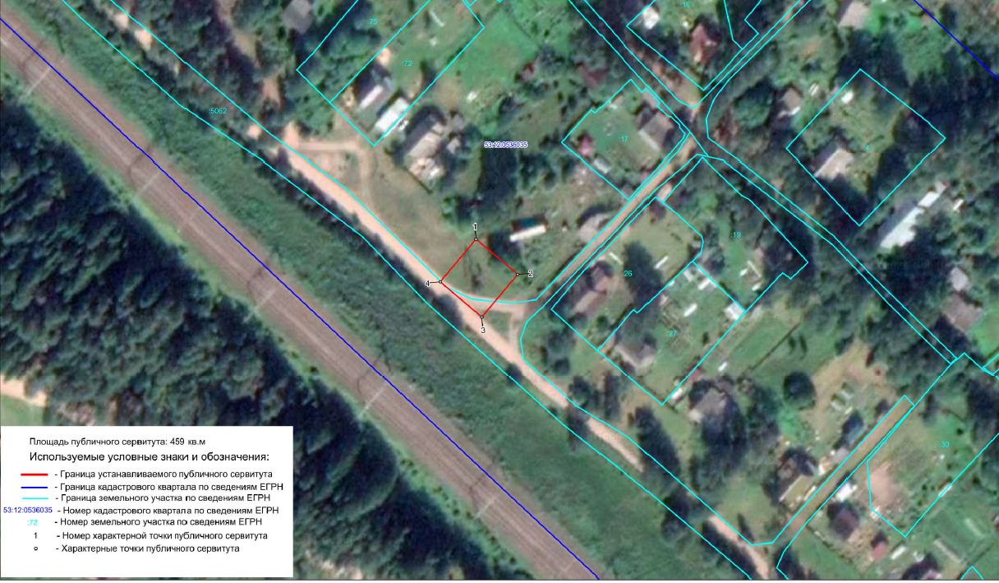 :16
:75
:72
:5062
53:12:0536035
:17
:4
:19
1
2
:26
4
3
:27
:30
Площадь публичного сервитута: 459 кв.м
Используемые условные знаки и обозначения:
- Граница устанавливаемого публичного сервитута
- Граница кадастрового квартала по сведениям ЕГРН
- Граница земельного участка по сведениям ЕГРН
53:12:0536035 - Номер кадастрового квартала по сведениям ЕГРН
:72 - Номер земельного участка по сведениям ЕГРН
1 - Номер характерной точки публичного сервитута
- Характерные точки публичного сервитута